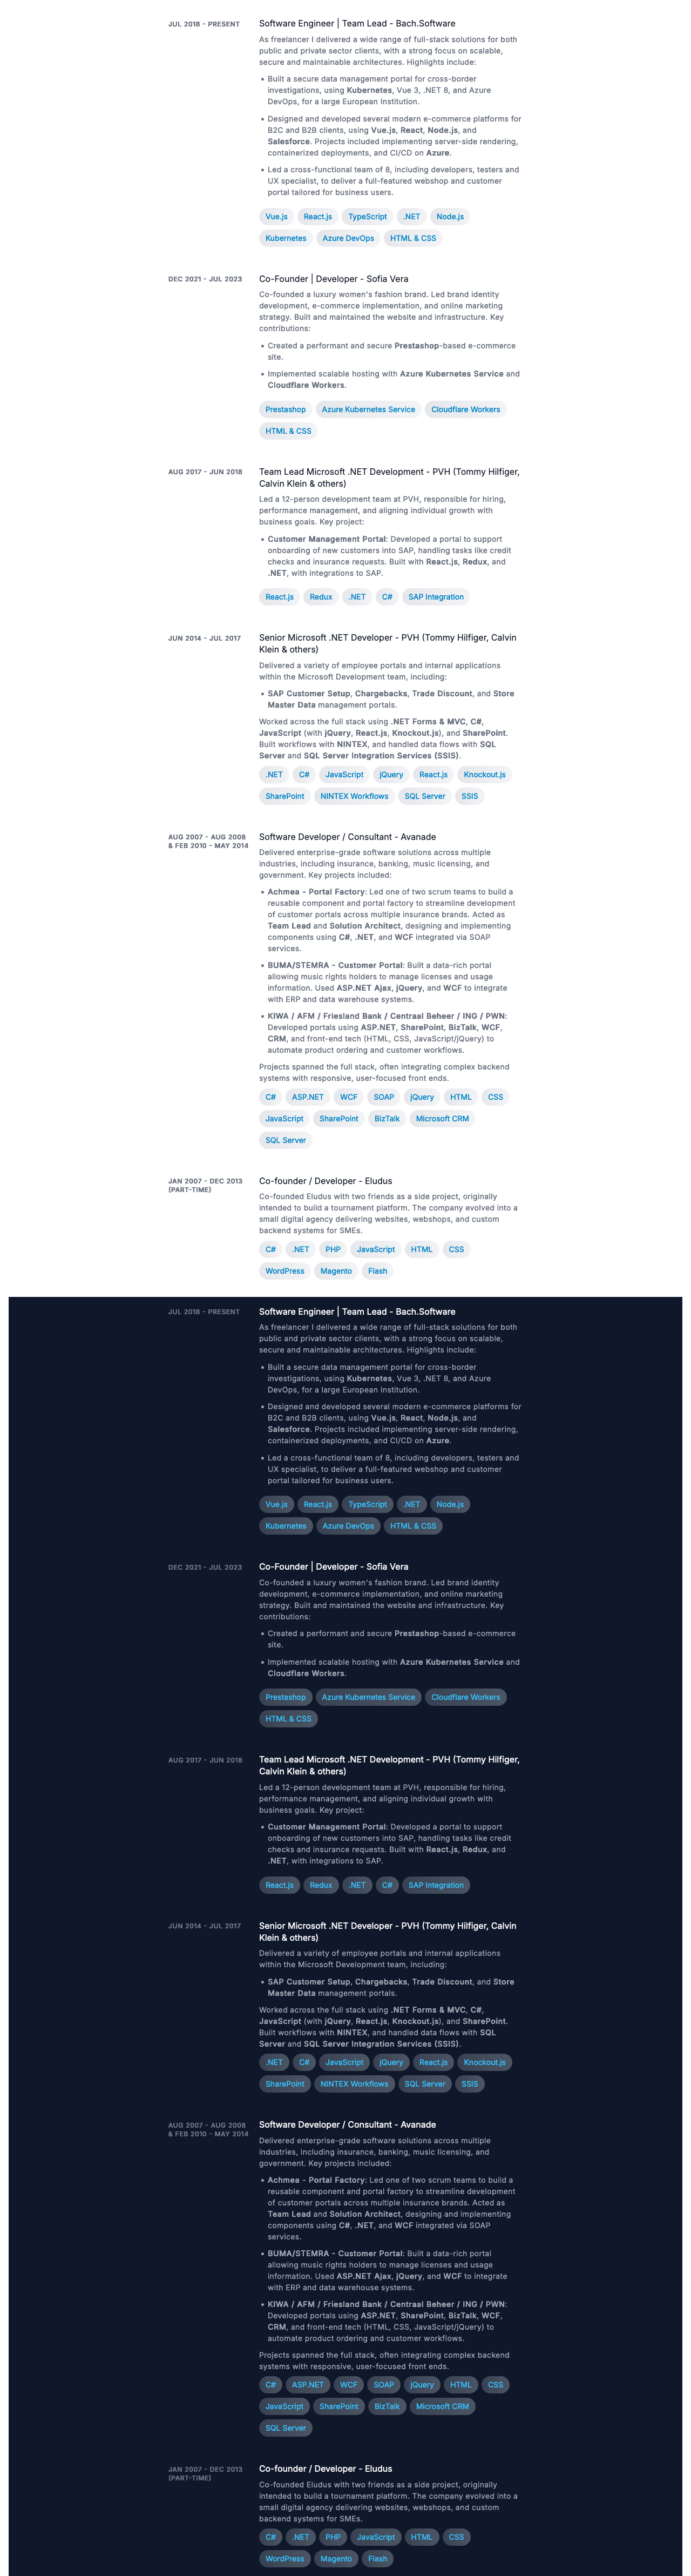 JUL 2018 - PRESENT
Software Engineer | Team Lead - Bach.Software
As freelancer I delivered a wide range of full-stack solutions for both
public and private sector clients, with a strong focus on scalable,
secure and maintainable architectures. Highlights include:
• Built a secure data management portal for cross-border
investigations, using Kubernetes, Vue 3, .NET 8, and Azure
DevOps, for a large European Institution.
• Designed and developed several modern e-commerce platforms for
B2C and B2B clients, using Vue.js, React, Node.js, and
Salesforce. Projects included implementing server-side rendering,
containerized deployments, and CI/CD on Azure.
• Led a cross-functional team of 8, including developers, testers and
UX specialist, to deliver a full-featured webshop and customer
portal tailored for business users.
Vue.js React.js TypeScript .NET Node.js
Kubernetes Azure DevOps HTML & CSS
DEC 2021 - JUL 2023
Co-Founder | Developer - Sofia Vera
Co-founded a luxury women's fashion brand. Led brand identity
development, e-commerce implementation, and online marketing
strategy. Built and maintained the website and infrastructure. Key
contributions:
• Created a performant and secure Prestashop-based e-commerce
site.
• Implemented scalable hosting with Azure Kubernetes Service and
Cloudflare Workers.
Prestashop Azure Kubernetes Service Cloudflare Workers
HTML & CSS
AUG 2017 - JUN 2018
Team Lead Microsoft .NET Development - PVH (Tommy Hilfiger,
Calvin Klein & others)
Led a 12-person development team at PVH, responsible for hiring,
performance management, and aligning individual growth with
business goals. Key project:
• Customer Management Portal: Developed a portal to support
onboarding of new customers into SAP, handling tasks like credit
checks and insurance requests. Built with React.js, Redux, and
.NET, with integrations to SAP.
React.js Redux .NET C# SAP Integration
JUN 2014 - JUL 2017
Senior Microsoft .NET Developer - PVH (Tommy Hilfiger, Calvin
Klein & others)
Delivered a variety of employee portals and internal applications
within the Microsoft Development team, including:
• SAP Customer Setup, Chargebacks, Trade Discount, and Store
Master Data management portals.
Worked across the full stack using .NET Forms & MVC, C#,
JavaScript (with jQuery, React.js, Knockout.js), and SharePoint.
Built workflows with NINTEX, and handled data flows with SQL
Server and SQL Server Integration Services (SSIS).
.NET C# JavaScript jQuery React.js Knockout.js
SharePoint NINTEX Workflows SQL Server SSIS
AUG 2007 - AUG 2008
& FEB 2010 - MAY 2014
Software Developer / Consultant - Avanade
Delivered enterprise-grade software solutions across multiple
industries, including insurance, banking, music licensing, and
government. Key projects included:
• Achmea - Portal Factory: Led one of two scrum teams to build a
reusable component and portal factory to streamline development
of customer portals across multiple insurance brands. Acted as
Team Lead and Solution Architect, designing and implementing
components using C#, .NET, and WCF integrated via SOAP
services.
• BUMA/STEMRA - Customer Portal: Built a data-rich portal
allowing music rights holders to manage licenses and usage
information. Used ASP.NET Ajax, jQuery, and WCF to integrate
with ERP and data warehouse systems.
• KIWA / AFM / Friesland Bank / Centraal Beheer / ING / PWN:
Developed portals using ASP.NET, SharePoint, BizTalk, WCF,
CRM, and front-end tech (HTML, CSS, JavaScript/jQuery) to
automate product ordering and customer workflows.
Projects spanned the full stack, often integrating complex backend
systems with responsive, user-focused front ends.
C# ASP.NET WCF SOAP jQuery HTML CSS
JavaScript SharePoint BizTalk Microsoft CRM
SQL Server
JAN 2007 - DEC 2013
(PART-TIME)
Co-founder / Developer - Eludus
Co-founded Eludus with two friends as a side project, originally
intended to build a tournament platform. The company evolved into a
small digital agency delivering websites, webshops, and custom
backend systems for SMEs.
C# .NET PHP JavaScript HTML CSS
WordPress Magento Flash
JUL 2018 - PRESENT
Software Engineer | Team Lead - Bach.Software
As freelancer I delivered a wide range of full-stack solutions for both
public and private sector clients, with a strong focus on scalable,
secure and maintainable architectures. Highlights include:
• Built a secure data management portal for cross-border
investigations, using Kubernetes, Vue 3, .NET 8, and Azure
DevOps, for a large European Institution.
• Designed and developed several modern e-commerce platforms for
B2C and B2B clients, using Vue.js, React, Node.js, and
Salesforce. Projects included implementing server-side rendering,
containerized deployments, and CI/CD on Azure.
• Led a cross-functional team of 8, including developers, testers and
UX specialist, to deliver a full-featured webshop and customer
portal tailored for business users.
Vue.js React.js TypeScript .NET Node.js
Kubernetes Azure DevOps HTML & CSS
DEC 2021 - JUL 2023
Co-Founder | Developer - Sofia Vera
Co-founded a luxury women's fashion brand. Led brand identity
development, e-commerce implementation, and online marketing
strategy. Built and maintained the website and infrastructure. Key
contributions:
• Created a performant and secure Prestashop-based e-commerce
site.
• Implemented scalable hosting with Azure Kubernetes Service and
Cloudflare Workers.
Prestashop Azure Kubernetes Service Cloudflare Workers
HTML & CSS
AUG 2017 - JUN 2018
Team Lead Microsoft .NET Development - PVH (Tommy Hilfiger,
Calvin Klein & others)
Led a 12-person development team at PVH, responsible for hiring,
performance management, and aligning individual growth with
business goals. Key project:
• Customer Management Portal: Developed a portal to support
onboarding of new customers into SAP, handling tasks like credit
checks and insurance requests. Built with React.js, Redux, and
.NET, with integrations to SAP.
React.js Redux .NET C# SAP Integration
JUN 2014 - JUL 2017
Senior Microsoft .NET Developer - PVH (Tommy Hilfiger, Calvin
Klein & others)
Delivered a variety of employee portals and internal applications
within the Microsoft Development team, including:
• SAP Customer Setup, Chargebacks, Trade Discount, and Store
Master Data management portals.
Worked across the full stack using .NET Forms & MVC, C#,
JavaScript (with jQuery, React.js, Knockout.js), and SharePoint.
Built workflows with NINTEX, and handled data flows with SQL
Server and SQL Server Integration Services (SSIS).
.NET C# JavaScript jQuery React.js Knockout.js
SharePoint NINTEX Workflows SQL Server SSIS
AUG 2007 - AUG 2008
& FEB 2010 - MAY 2014
Software Developer / Consultant - Avanade
Delivered enterprise-grade software solutions across multiple
industries, including insurance, banking, music licensing, and
government. Key projects included:
• Achmea - Portal Factory: Led one of two scrum teams to build a
reusable component and portal factory to streamline development
of customer portals across multiple insurance brands. Acted as
Team Lead and Solution Architect, designing and implementing
components using C#, .NET, and WCF integrated via SOAP
services.
• BUMA/STEMRA - Customer Portal: Built a data-rich portal
allowing music rights holders to manage licenses and usage
information. Used ASP.NET Ajax, jQuery, and WCF to integrate
with ERP and data warehouse systems.
• KIWA / AFM / Friesland Bank / Centraal Beheer / ING / PWN:
Developed portals using ASP.NET, SharePoint, BizTalk, WCF,
CRM, and front-end tech (HTML, CSS, JavaScript/jQuery) to
automate product ordering and customer workflows.
Projects spanned the full stack, often integrating complex backend
systems with responsive, user-focused front ends.
C# ASP.NET WCF SOAP jQuery HTML CSS
JavaScript SharePoint BizTalk Microsoft CRM
SQL Server
JAN 2007 - DEC 2013
(PART-TIME)
Co-founder / Developer - Eludus
Co-founded Eludus with two friends as a side project, originally
intended to build a tournament platform. The company evolved into a
small digital agency delivering websites, webshops, and custom
backend systems for SMEs.
C# .NET PHP JavaScript HTML CSS
WordPress Magento Flash